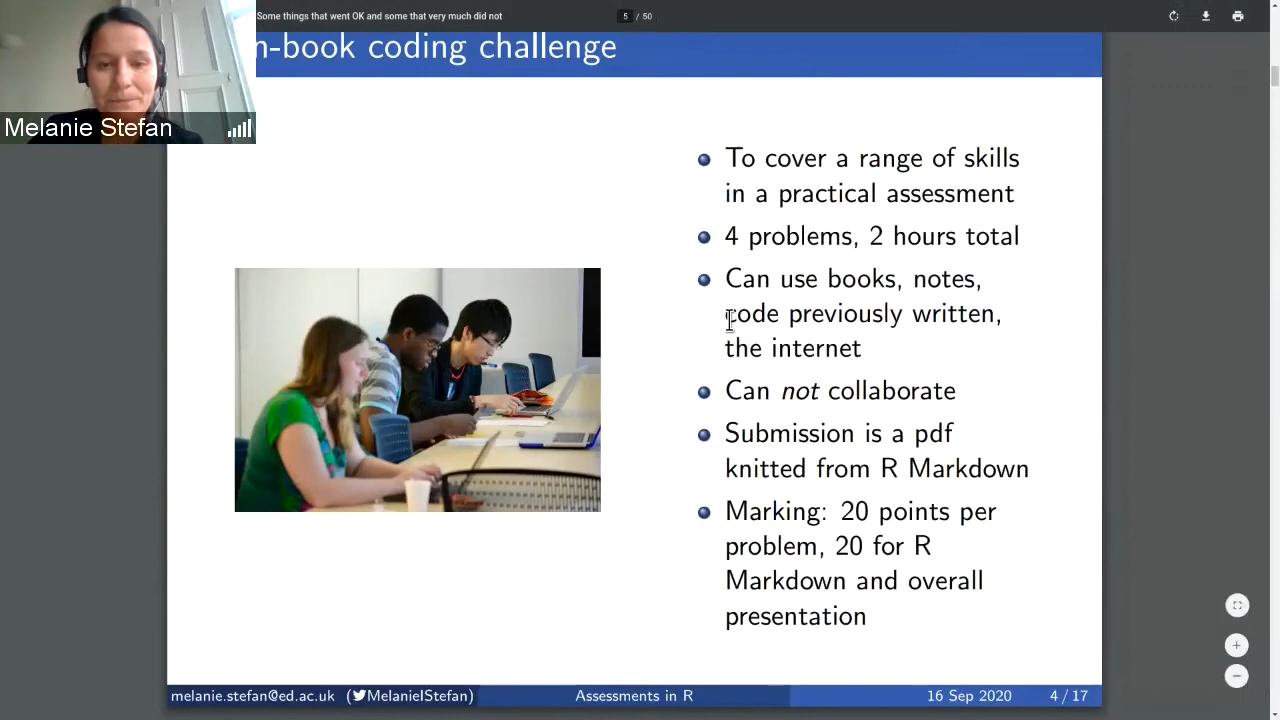 Some things that went OK and some that very much did not
5 / 50
n-book coding challenge
Melanie Stefan
To cover a range of skills
in a practical assessment
4 problems, 2 hours total
Can use books, notes,
code previously written,
the internet
Can not collaborate
Submission is a pdf
knitted from R Markdown
Marking: 20 points per
problem, 20 for R
Markdown and overall
presentation
melanie.stefan@ed.ac.uk (MelanieIStefan)
Assessments in R
16 Sep 2020
4 / 17